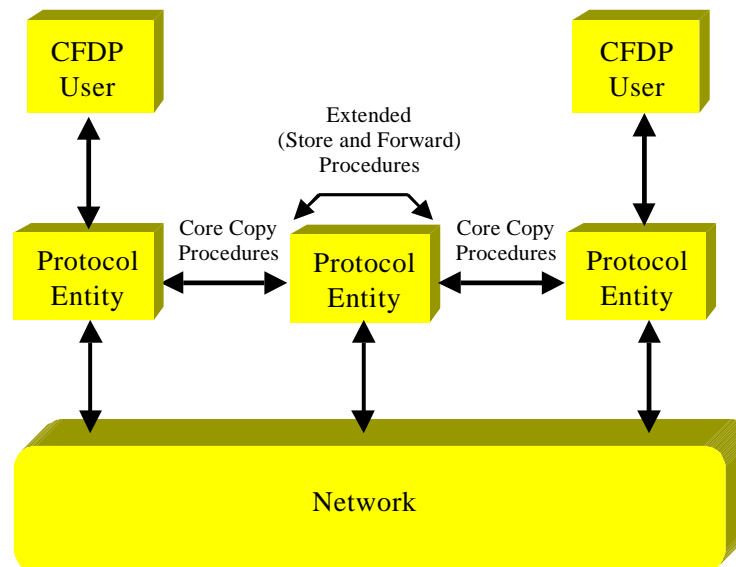 CFDP
User
CFDP
User
Extended
(Store and Forward)
Procedures
Core Copy
Procedures
Core Copy
Procedures
Protocol
Entity
Protocol
Entity
Protocol
Entity
Network